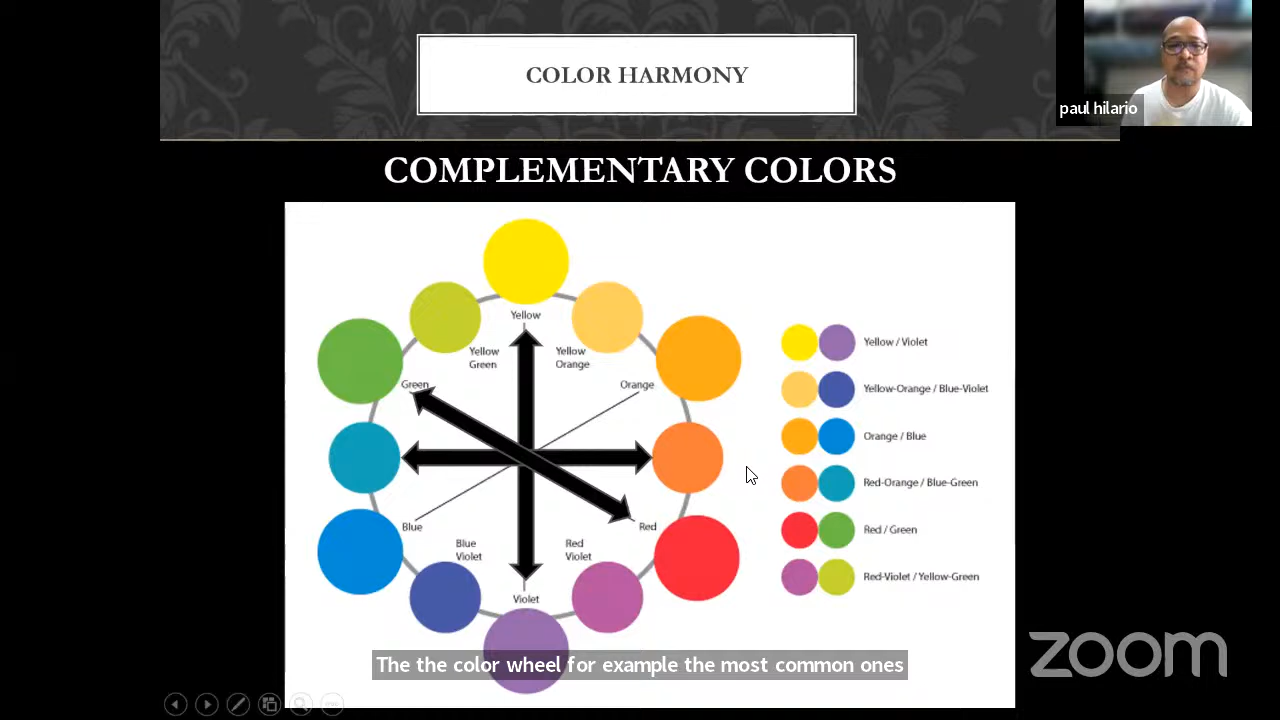 COLOR HARMONY
paul hilario
COMPLEMENTARY COLORS
Yellow
Yellow
Green
Yellow
Orange
Green
Orange
Blue
Red
Blue
Violet
Red
Violet
Violet
Yellow / Violet
Yellow-Orange / Blue-Violet
Orange / Blue
Red-Orange / Blue-Green
Red / Green
Red-Violet / Yellow-Green
The the color wheel for example the most common ones
zoom